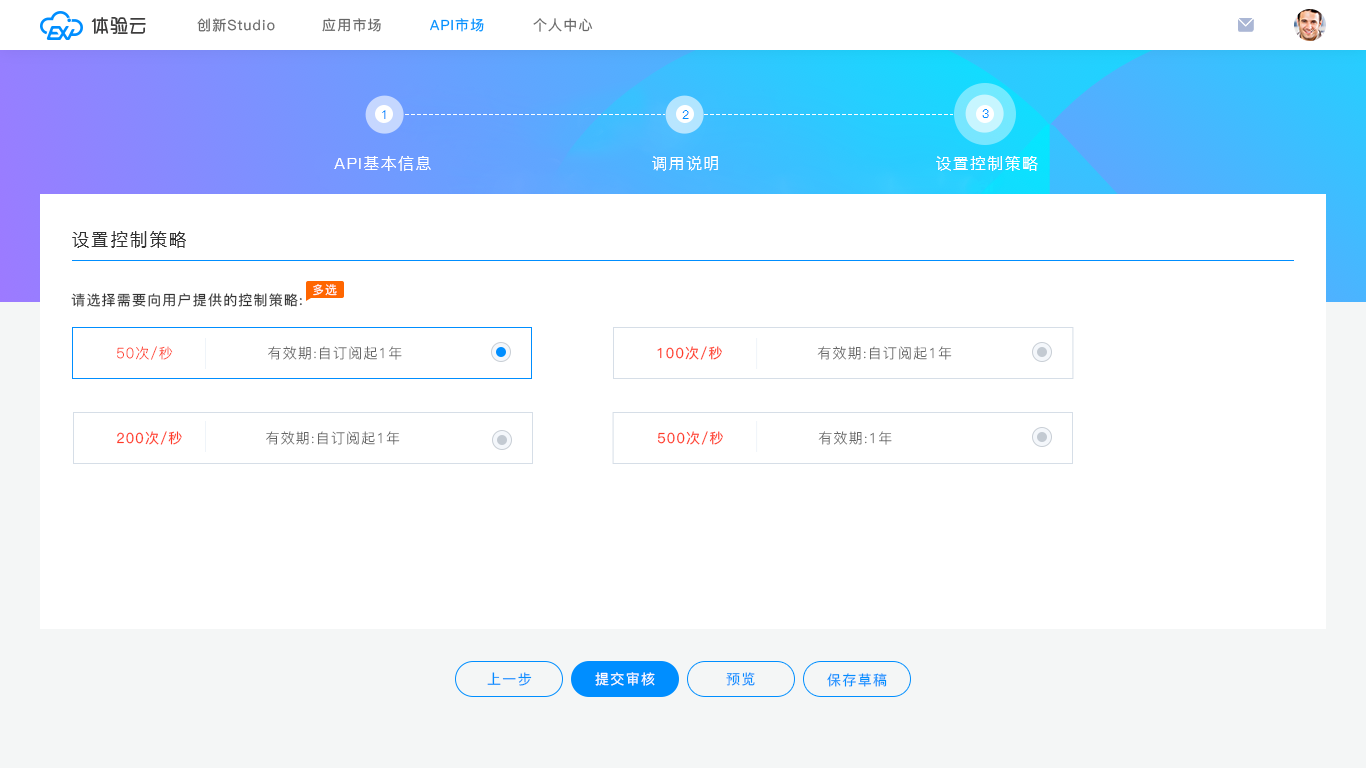 EXP 体验云 创新Studio 应用市场 API市场 个人中心
1 2 3
API基本信息 调用说明 设置控制策略
设置控制策略
请选择需要向用户提供的控制策略: 多选
50次/秒 有效期:自订阅起1年 100次/秒 有效期:自订阅起1年
200次/秒 有效期:自订阅起1年 500次/秒 有效期:1年
上一步 提交审核 预览 保存草稿